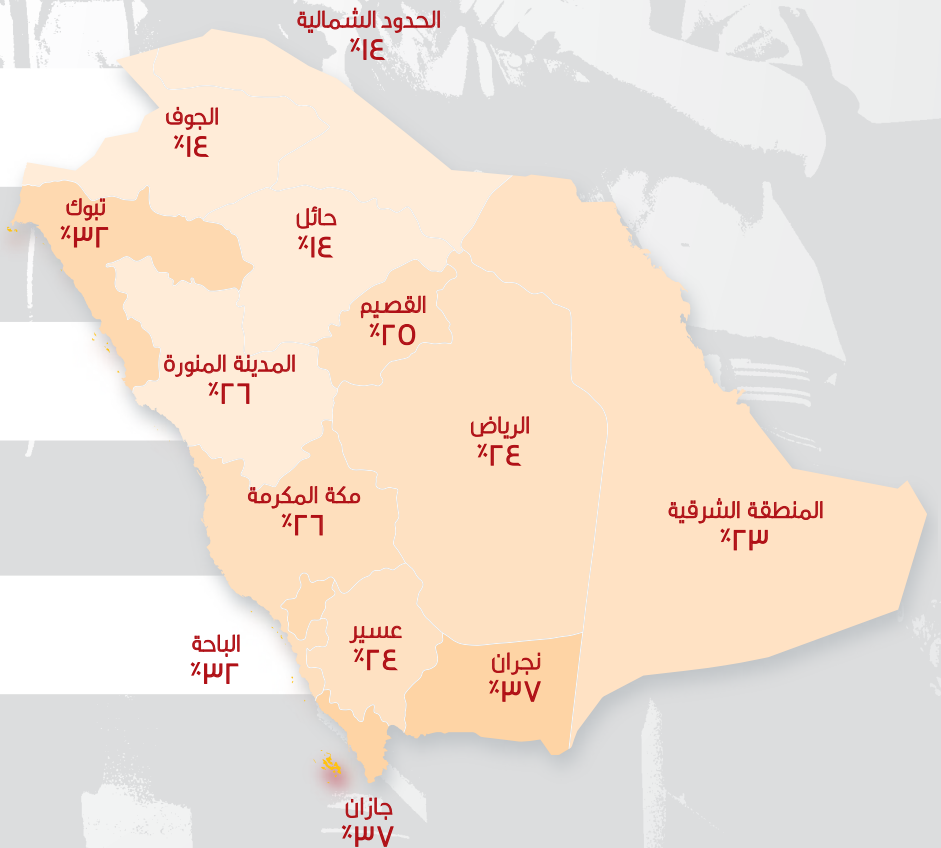 الحدود الشمالية
١٤٪
الجوف
١٤٪
تبوك
٣٢٪
حائل
١٤٪
القصيم
٢٥٪
المدينة المنورة
٢٦٪
الرياض
٢٤٪
مكة المكرمة
٢٦٪
المنطقة الشرقية
٢٣٪
عسير
٢٤٪
الباحة
٣٢٪
نجران
٣٧٪
جازان
٣٧٪